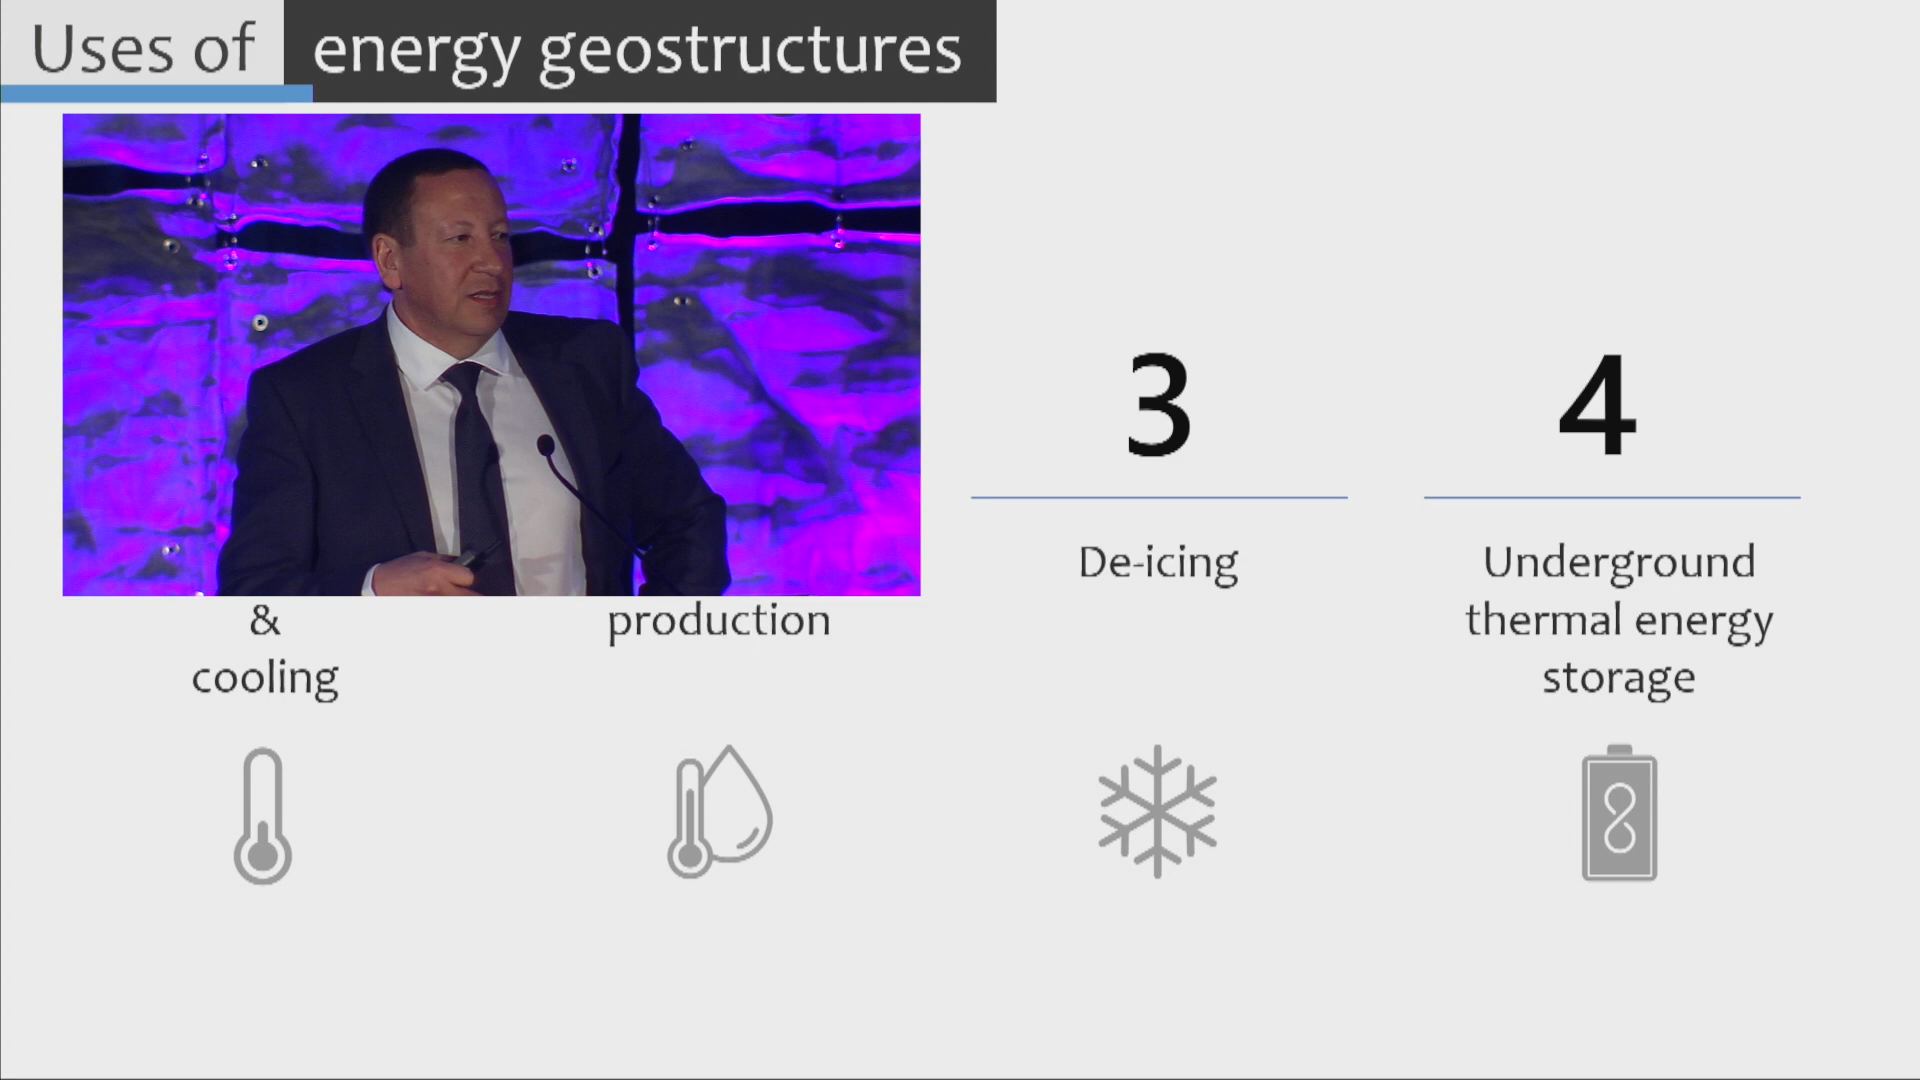 Uses of energy geostructures
3
4
& cooling
production
De-icing
Underground
thermal energy
storage